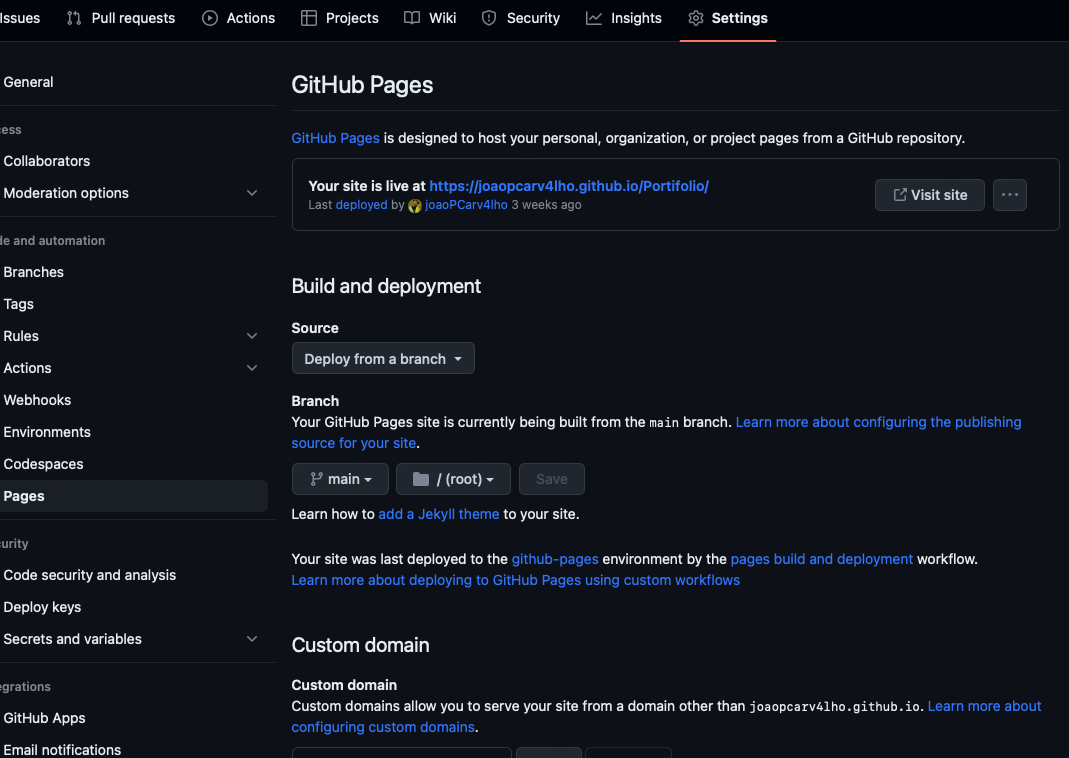 Issues Pull requests Actions Projects Wiki Security Insights Settings
General
cess
Collaborators
Moderation options
de and automation
Branches
Tags
Rules
Actions
Webhooks
Environments
Codespaces
Pages
curity
Code security and analysis
Deploy keys
Secrets and variables
egrations
GitHub Apps
Email notifications
GitHub Pages
GitHub Pages is designed to host your personal, organization, or project pages from a GitHub repository.
Your site is live at https://joaopcarv4lho.github.io/Portifolio/
Last deployed by joaoPCarv4lho 3 weeks ago
Visit site
Build and deployment
Source
Deploy from a branch
Branch
Your GitHub Pages site is currently being built from the main branch. Learn more about configuring the publishing
source for your site.
main / (root) Save
Learn how to add a Jekyll theme to your site.
Your site was last deployed to the github-pages environment by the pages build and deployment workflow.
Learn more about deploying to GitHub Pages using custom workflows
Custom domain
Custom domain
Custom domains allow you to serve your site from a domain other than joaopcarv4lho.github.io. Learn more about
configuring custom domains.